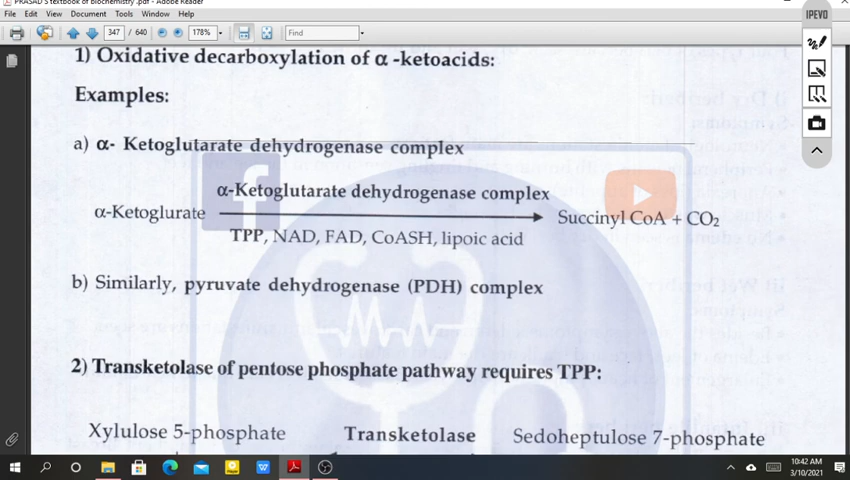 PRASAD'S textbook of biochemistry .pdf - Adobe Reader
File Edit View Document Tools Window Help
347 / 640 178% Find
IPEVO
1) Oxidative decarboxylation of α -ketoacids:
Examples:
a) α- Ketoglutarate dehydrogenase complex
α-Ketoglutarate dehydrogenase complex
α-Ketoglurate
Succinyl CoA + CO₂
TPP, NAD, FAD, CoASH, lipoic acid
b) Similarly, pyruvate dehydrogenase (PDH) complex
2) Transketolase of pentose phosphate pathway requires TPP:
Xylulose 5-phosphate Transketolase Sedoheptulose 7-phosphate
10:42 AM
3/10/2021